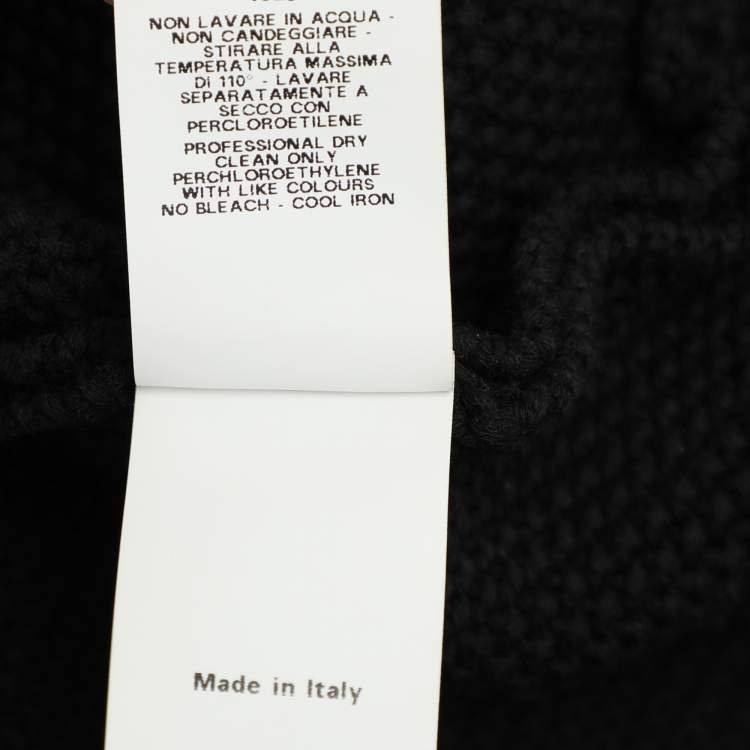 NON LAVARE IN ACQUA -
NON CANDEGGIARE -
STIRARE ALLA
TEMPERATURA MASSIMA
DI 110° - LAVARE
SEPARATAMENTE A
SECCO CON
PERCLOROETILENE
PROFESSIONAL DRY
CLEAN ONLY
PERCHLOROETHYLENE
WITH LIKE COLOURS
NO BLEACH - COOL IRON
Made in Italy